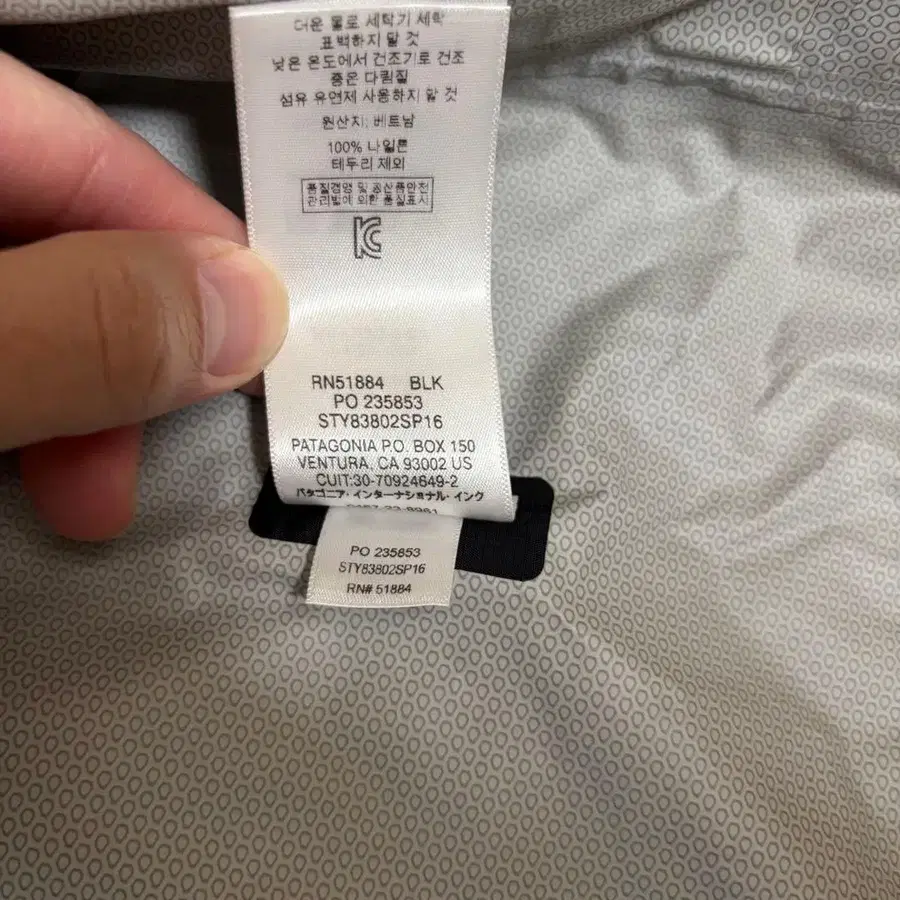 더운 물로 세탁기 세탁
표백하지 말 것
낮은 온도에서 건조기로 건조
중온 다림질
섬유 유연제 사용하지 말 것
원산지: 베트남
100% 나일론
테두리 제외
품질경영 및 공산품안전
관리법에 의한 품질표시
RN51884 BLK
PO 235853
STY83802SP16
PATAGONIA P.O. BOX 150
VENTURA, CA 93002 US
CUIT:30-70924649-2
パタゴニア・インターナショナル・インク
PO 235853
STY83802SP16
RN# 51884